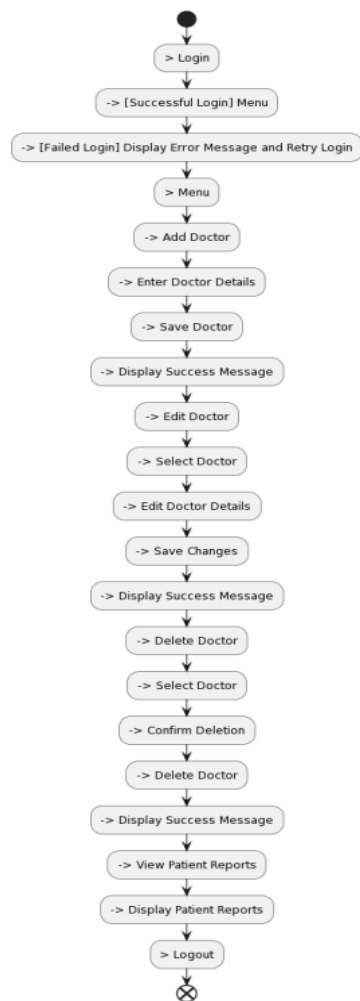 > Login
-> [Successful Login] Menu
-> [Failed Login] Display Error Message and Retry Login
> Menu
-> Add Doctor
-> Enter Doctor Details
-> Save Doctor
-> Display Success Message
-> Edit Doctor
-> Select Doctor
-> Edit Doctor Details
-> Save Changes
-> Display Success Message
-> Delete Doctor
-> Select Doctor
-> Confirm Deletion
-> Delete Doctor
-> Display Success Message
-> View Patient Reports
-> Display Patient Reports
> Logout